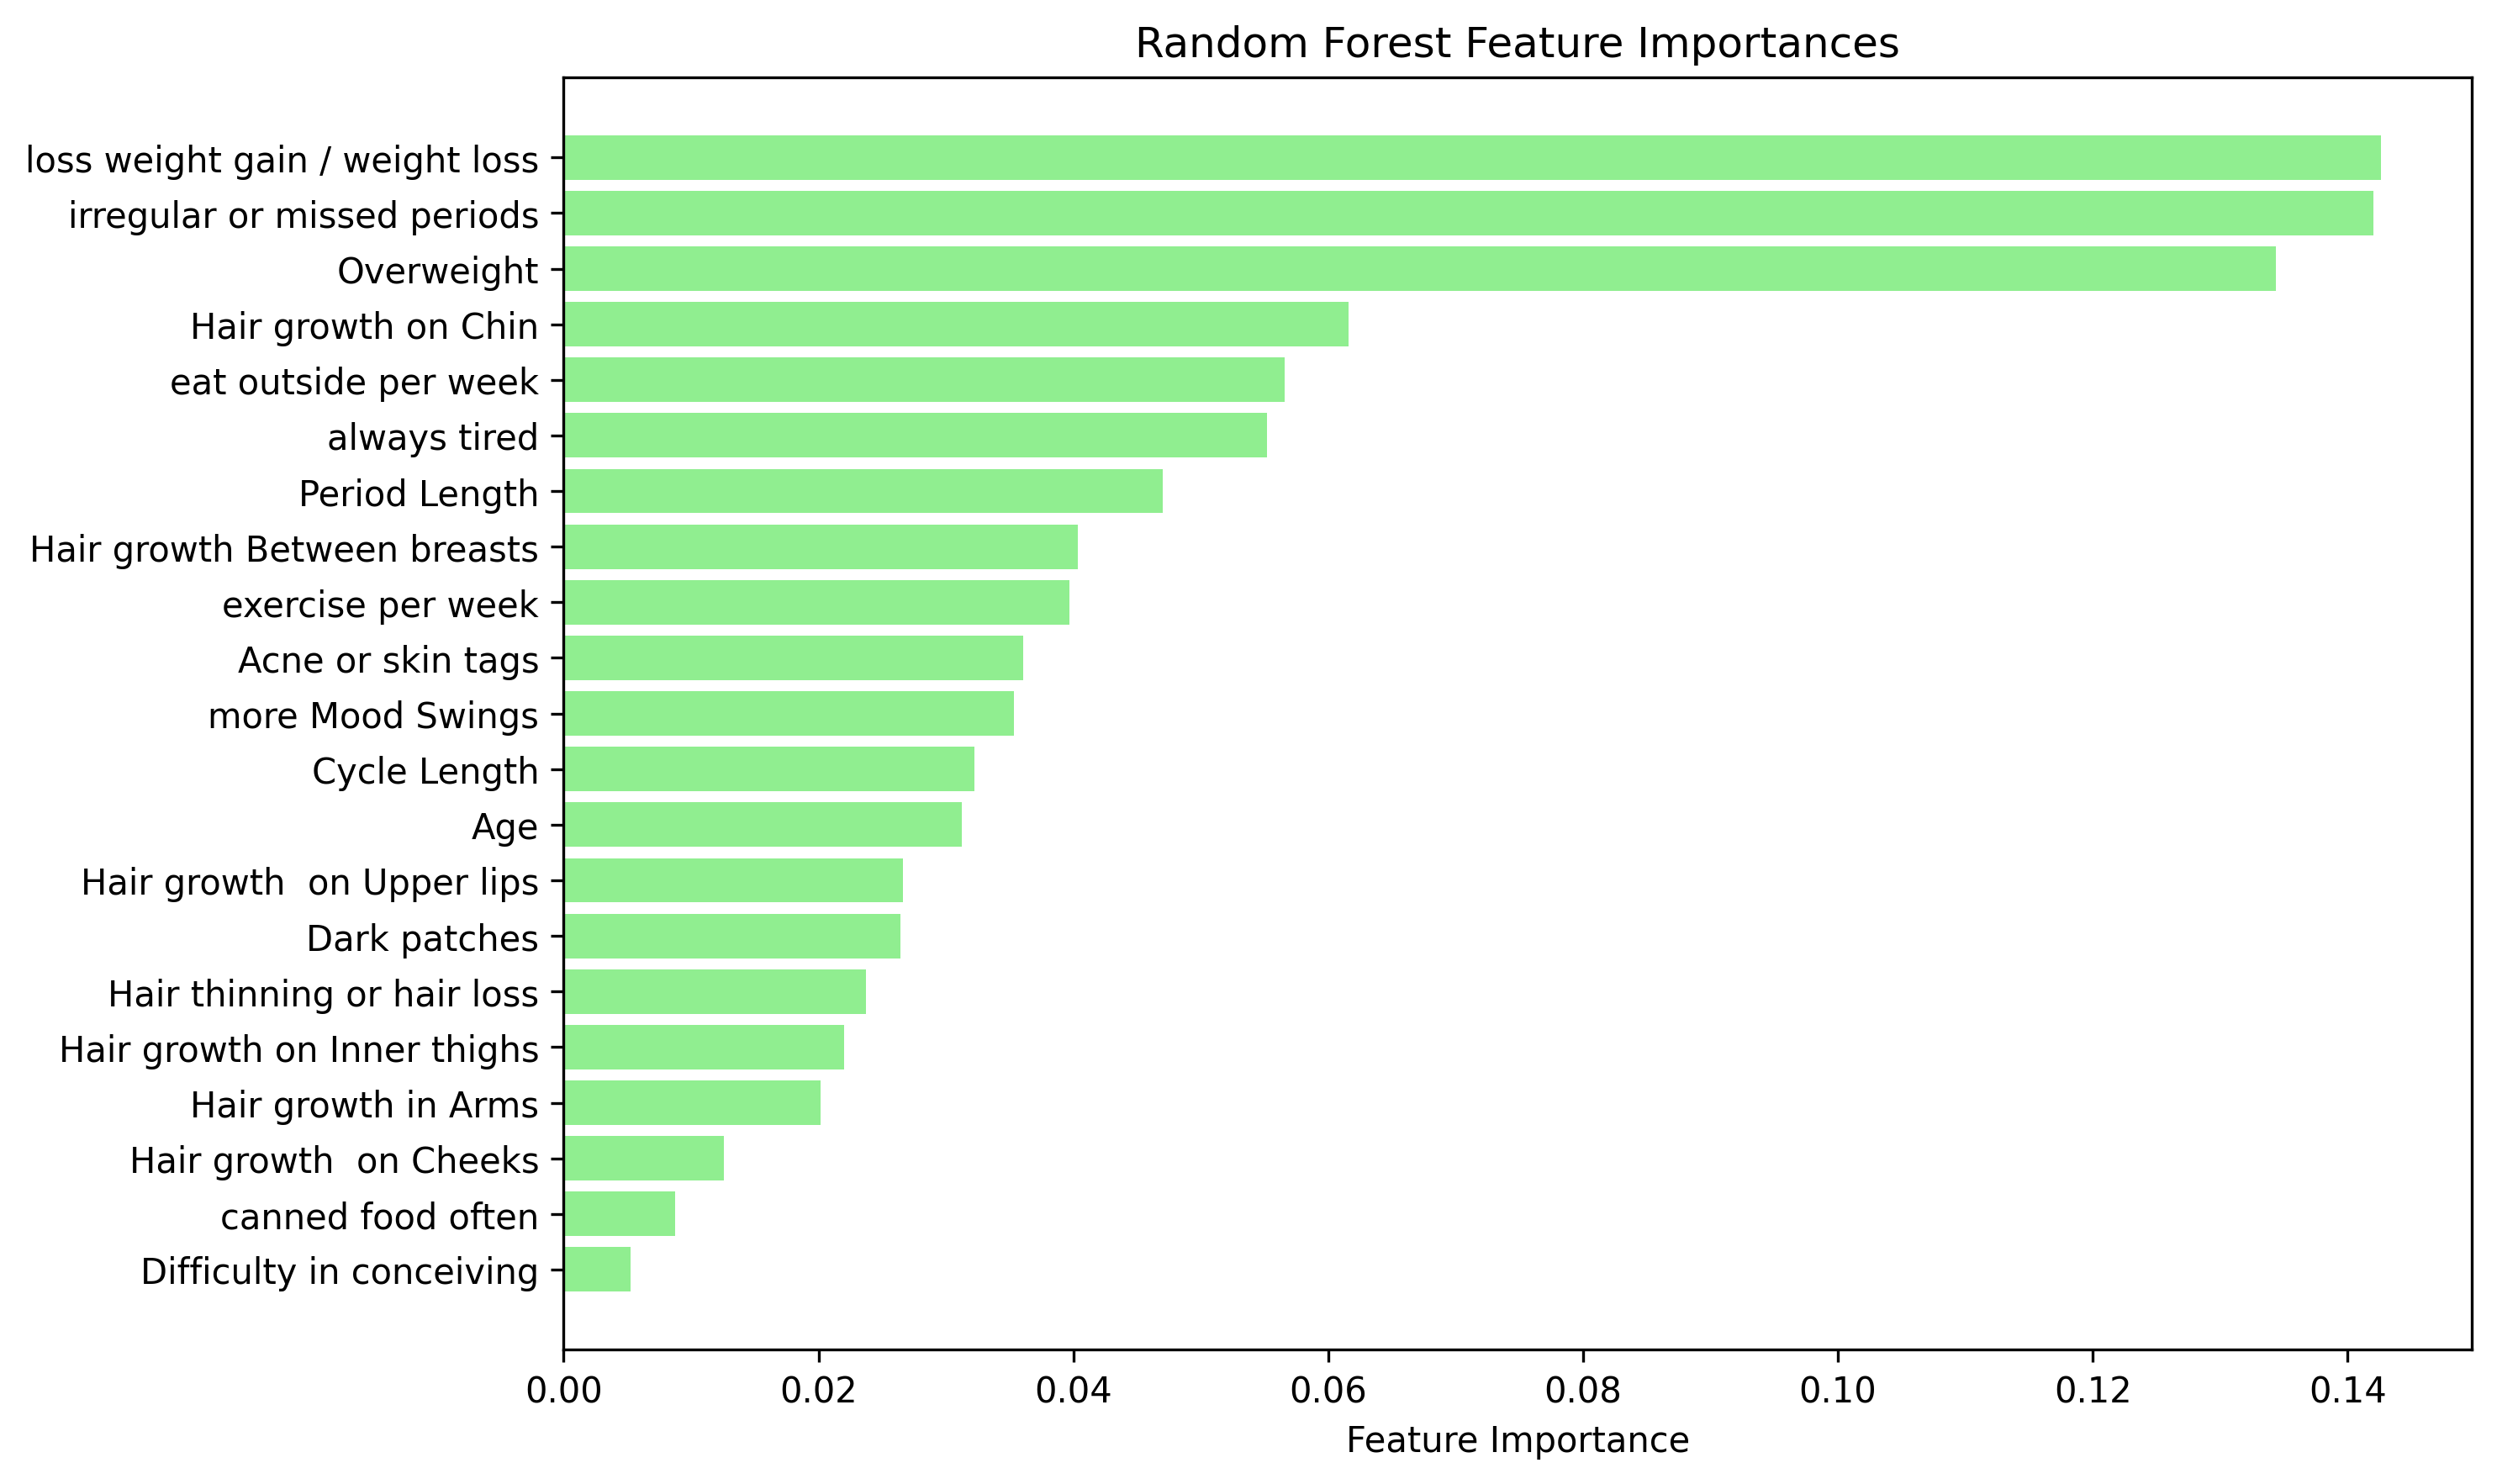 Random Forest Feature Importances
loss weight gain / weight loss
irregular or missed periods
Overweight
Hair growth on Chin
eat outside per week
always tired
Period Length
Hair growth Between breasts
exercise per week
Acne or skin tags
more Mood Swings
Cycle Length
Age
Hair growth  on Upper lips
Dark patches
Hair thinning or hair loss
Hair growth on Inner thighs
Hair growth in Arms
Hair growth  on Cheeks
canned food often
Difficulty in conceiving
0.00 0.02 0.04 0.06 0.08 0.10 0.12 0.14
Feature Importance